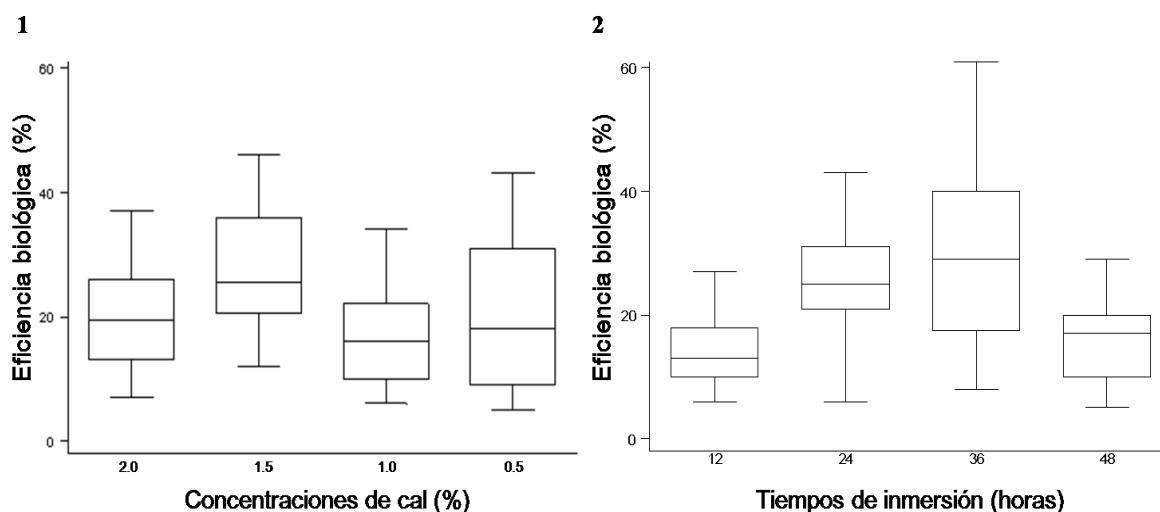 1
60
40
20
0
Eficiencia biológica (%)
2.0 1.5 1.0 0.5
Concentraciones de cal (%)
2
60
40
20
0
Eficiencia biológica (%)
12 24 36 48
Tiempos de inmersión (horas)